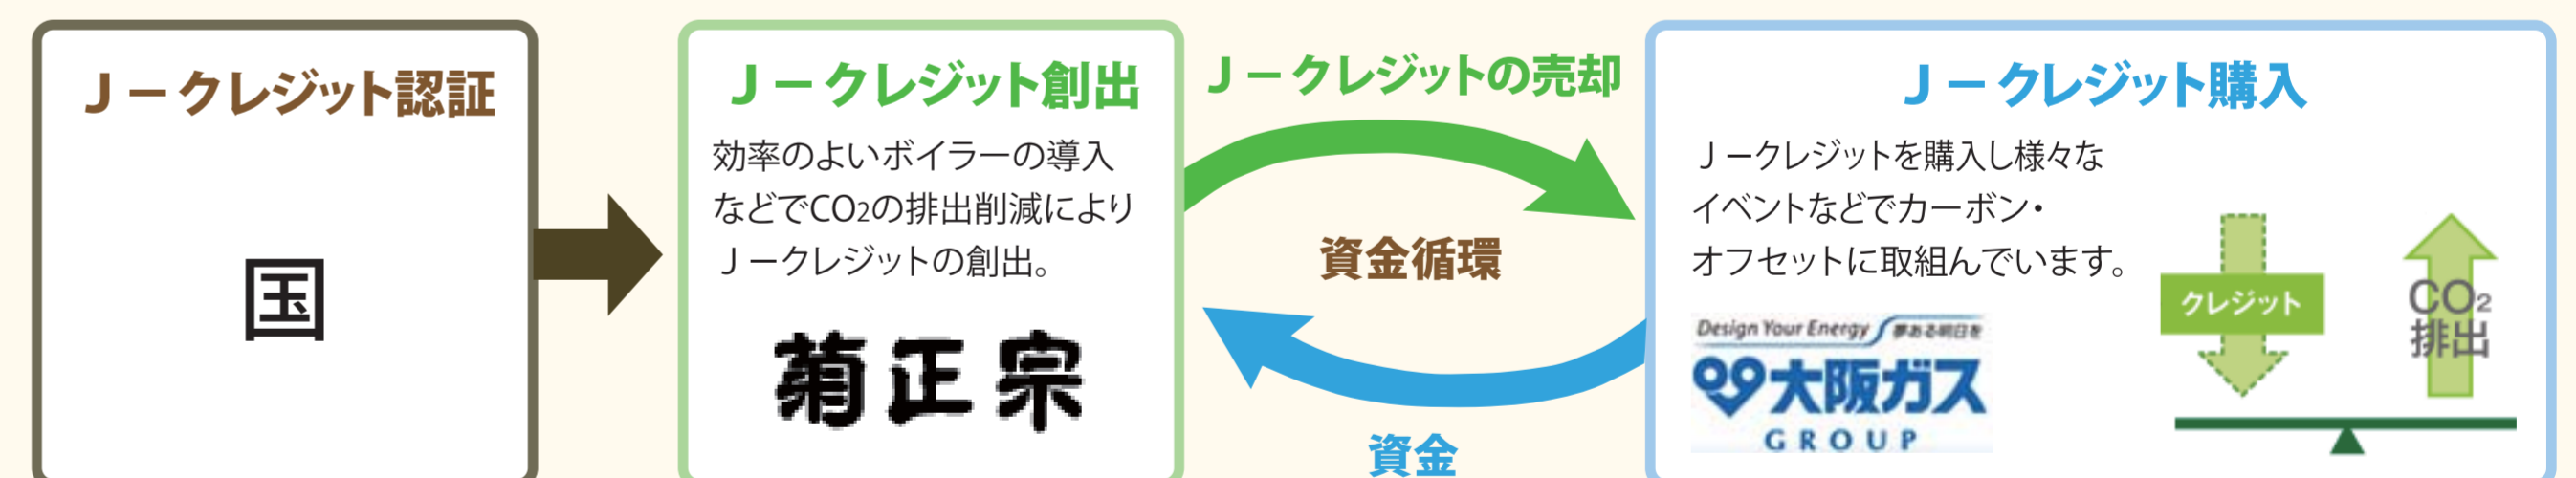 J－クレジット認証
国
J－クレジット創出
効率のよいボイラーの導入
などでCO2の排出削減により
J－クレジットの創出。
菊正宗
J－クレジットの売却
資金循環
資金
J－クレジット購入
J－クレジットを購入し様々な
イベントなどでカーボン・
オフセットに取組んでいます。
Design Your Energy 夢ある明日を
大阪ガス
GROUP
クレジット
CO2
排出